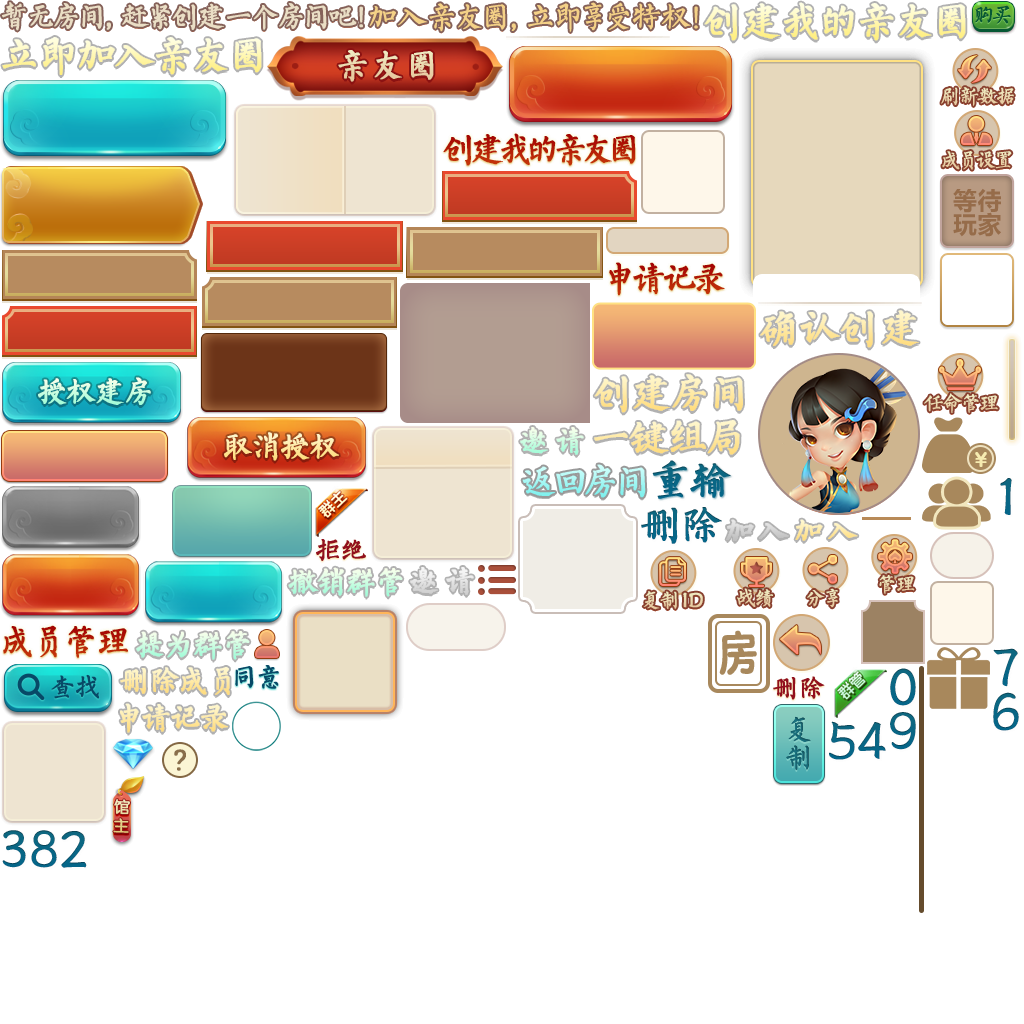 暂无房间, 赶紧创建一个房间吧!
加入亲友圈, 立即享受特权!
创建我的亲友圈
购买
立即加入亲友圈
亲友圈
刷新数据
创建我的亲友圈
成员设置
等待
玩家
申请记录
确认创建
授权建房
创建房间
任命管理
取消授权
邀请
一键组局
¥
返回房间
重输
1
群主
删除
加入
加入
拒绝
撤销群管
邀请
复制ID
战绩
分享
管理
成员管理
提为群管
房
查找
删除成员
同意
删除
群管
0
7
申请记录
复制
549
6
?
馆主
382